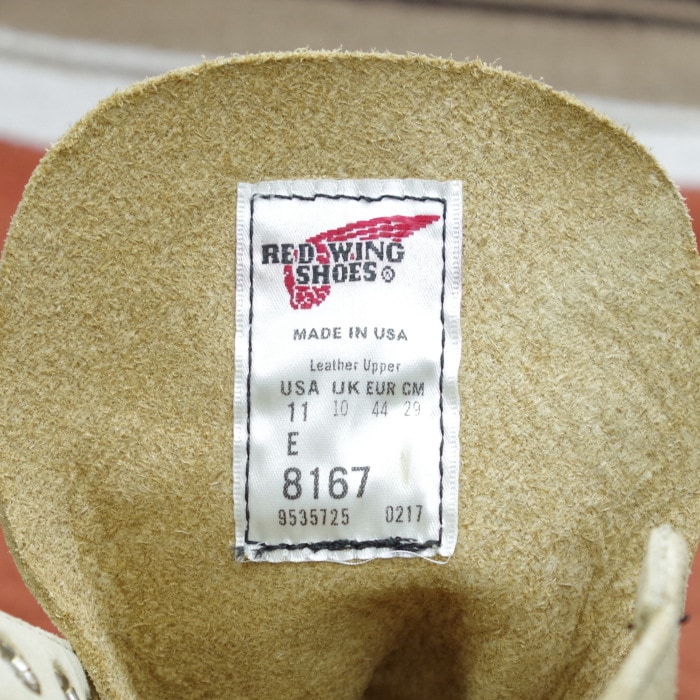 RED WING
SHOES®
MADE IN USA
Leather Upper
USA UK EUR CM
11 10 44 29
E
8167
9535725 0217